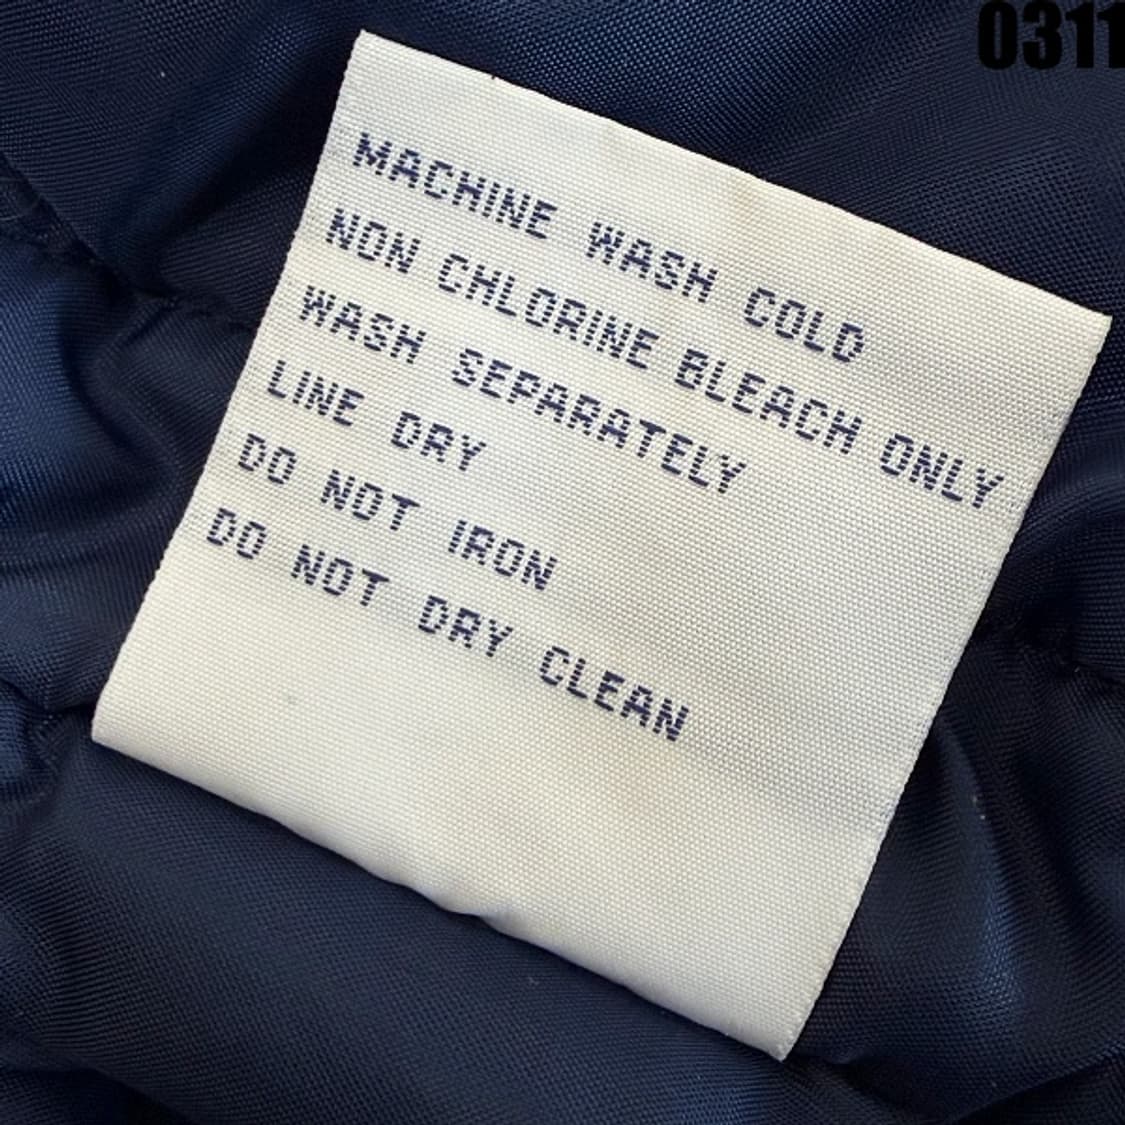 0311
MACHINE WASH COLD
NON CHLORINE BLEACH ONLY
WASH SEPARATELY
LINE DRY
DO NOT IRON
DO NOT DRY CLEAN